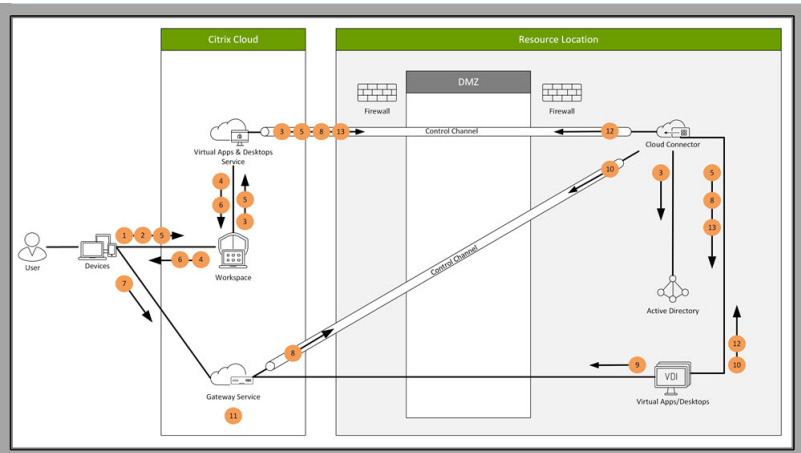 Citrix Cloud
Resource Location
DMZ
Firewall
Firewall
3 5 8 13
Control Channel
12
Virtual Apps & Desktops
Service
Cloud Connector
4
6
5
3
10
3
5
8
13
1 2 5
User
Devices
6 4
Workspace
Control Channel
7
Active Directory
8
12
10
9
VDI
Gateway Service
Virtual Apps/Desktops
11